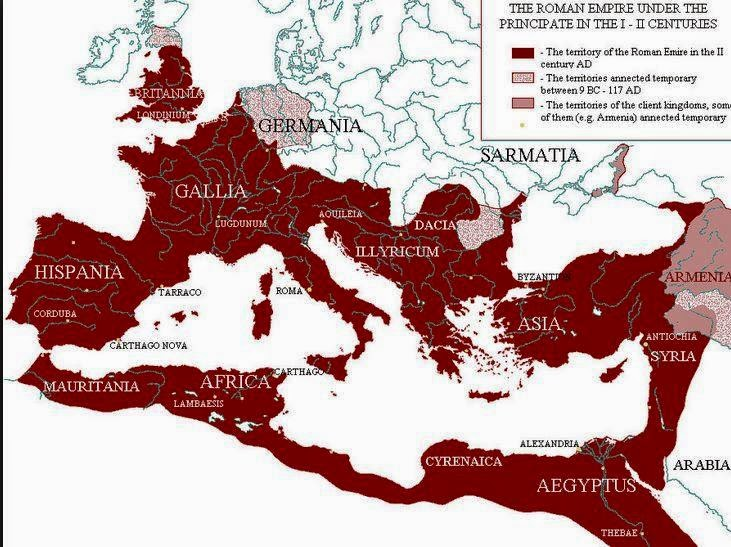 THE ROMAN EMPIRE UNDER THE
PRINCIPATE IN THE I - II CENTURIES
- The territory of the Roman Emire in the II
century AD
- The territories annected temporary
between 9 BC - 117 AD
- The territories of the client kingdoms, som
of them (e.g. Armenia) annected temporary
BRITANNIA
LONDINIUM
GERMANIA
SARMATIA
GALLIA
LUGDUNUM
AQUILEIA
DACIA
ILLYRICUM
HISPANIA
TARRACO
ROMA
BYZANTIUM
ARMENIA
CORDUBA
ASIA
CARTHAGO NOVA
ANTIOCHIA
SYRIA
CARTHAGO
MAURITANIA
AFRICA
LAMBAESIS
ALEXANDRIA
CYRENAICA
ARABIA
AEGYPTUS
THEBAE